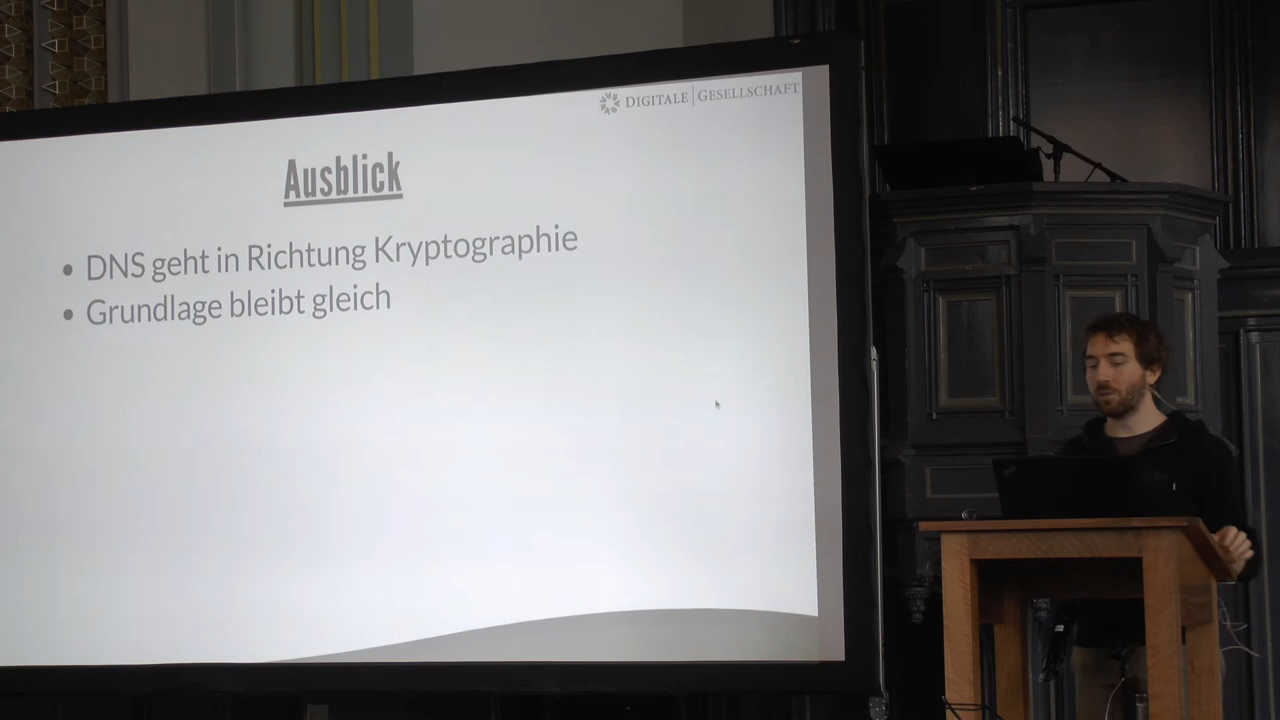 DIGITALE | GESELLSCHAFT
Ausblick
• DNS geht in Richtung Kryptographie
• Grundlage bleibt gleich